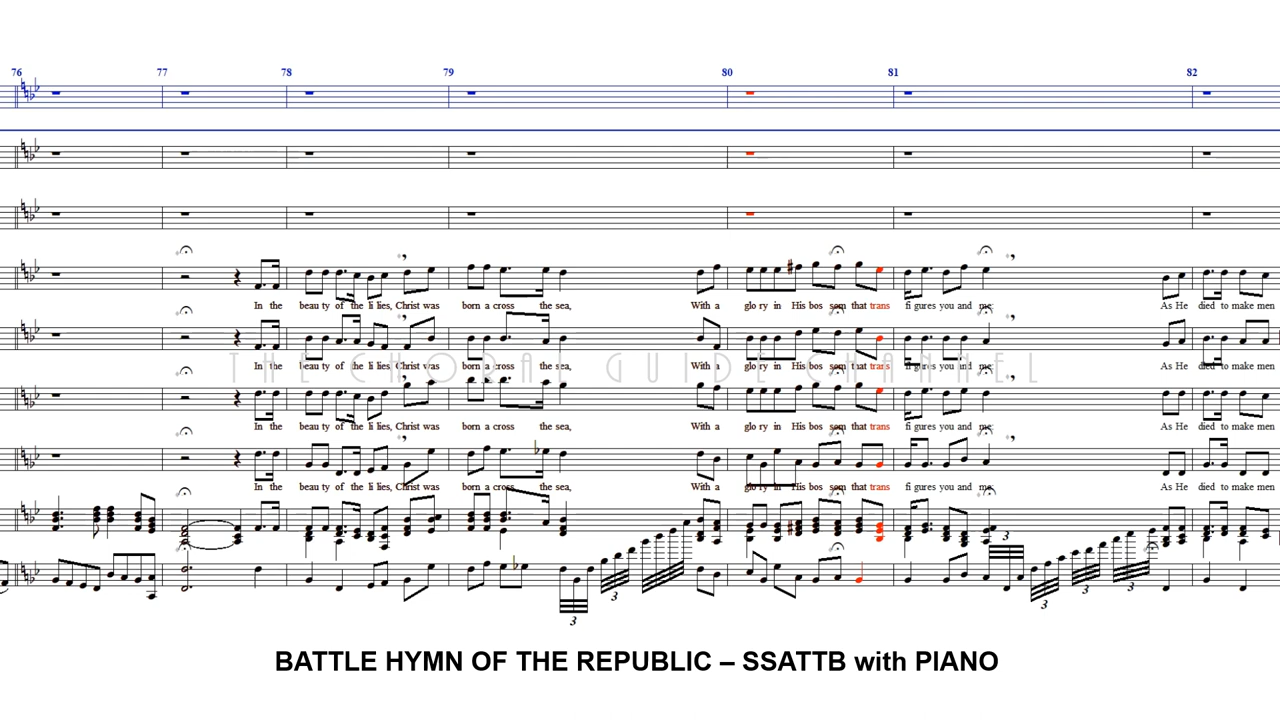 76 77 78 79 80 81 82
In the beau ty of the li lies, Christ was born a cross the sea, With a glo ry in His bos som that trans fi gures you and me: As He died to make men
THE CHORAL GUIDE CHANNEL
In the beau ty of the li lies, Christ was born a cross the sea, With a glo ry in His bos som that trans fi gures you and me: As He died to make men
In the beau ty of the li lies, Christ was born a cross the sea, With a glo ry in His bos som that trans fi gures you and me: As He died to make men
In the beau ty of the li lies, Christ was born a cross the sea, With a glo ry in His bos som that trans fi gures you and me: As He died to make men
3
3 3 3 3
3 3
BATTLE HYMN OF THE REPUBLIC – SSATTB with PIANO